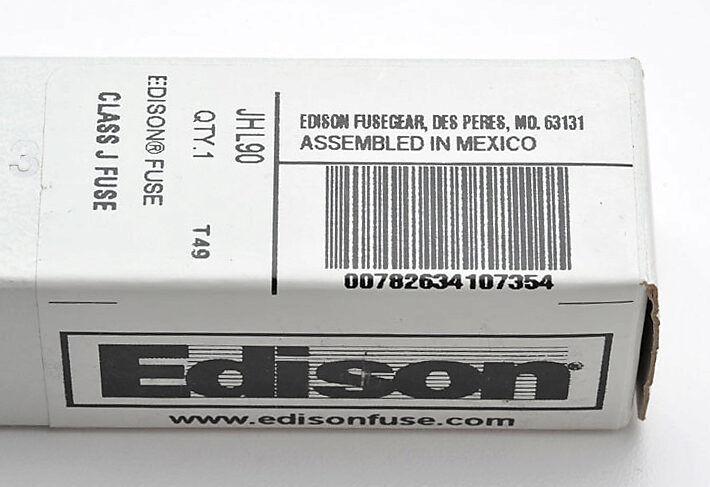 JHL90
QTY.1 T49
EDISON® FUSE
CLASS J FUSE
EDISON FUSEGEAR, DES PERES, MO. 63131
ASSEMBLED IN MEXICO
00782634107354
Edison®
www.edisonfuse.com